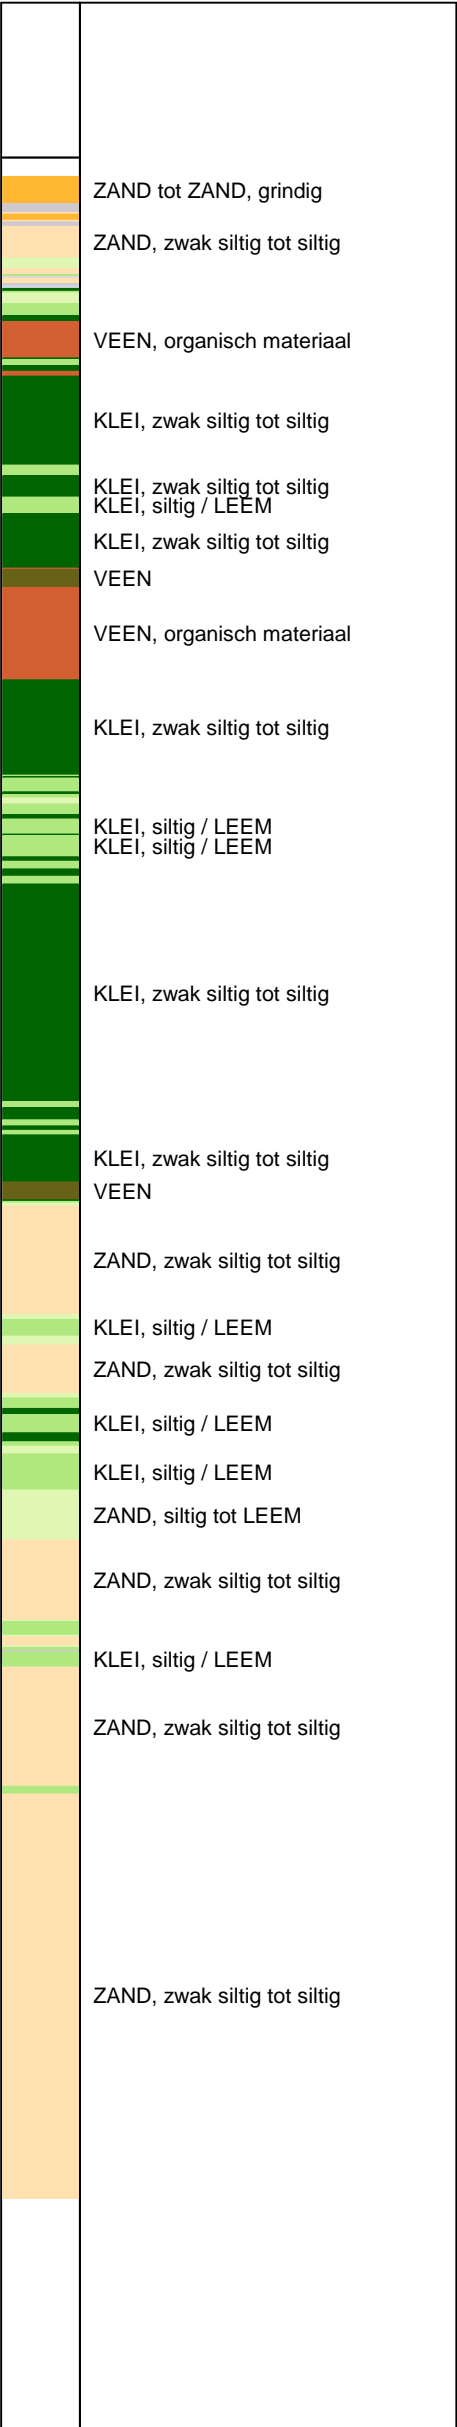 ZAND tot ZAND, grindig
ZAND, zwak siltig tot siltig
VEEN, organisch materiaal
KLEI, zwak siltig tot siltig
KLEI, zwak siltig tot siltig
KLEI, siltig / LEEM
KLEI, zwak siltig tot siltig
VEEN
VEEN, organisch materiaal
KLEI, zwak siltig tot siltig
KLEI, siltig / LEEM
KLEI, siltig / LEEM
KLEI, zwak siltig tot siltig
KLEI, zwak siltig tot siltig
VEEN
ZAND, zwak siltig tot siltig
KLEI, siltig / LEEM
ZAND, zwak siltig tot siltig
KLEI, siltig / LEEM
KLEI, siltig / LEEM
ZAND, siltig tot LEEM
ZAND, zwak siltig tot siltig
KLEI, siltig / LEEM
ZAND, zwak siltig tot siltig
ZAND, zwak siltig tot siltig